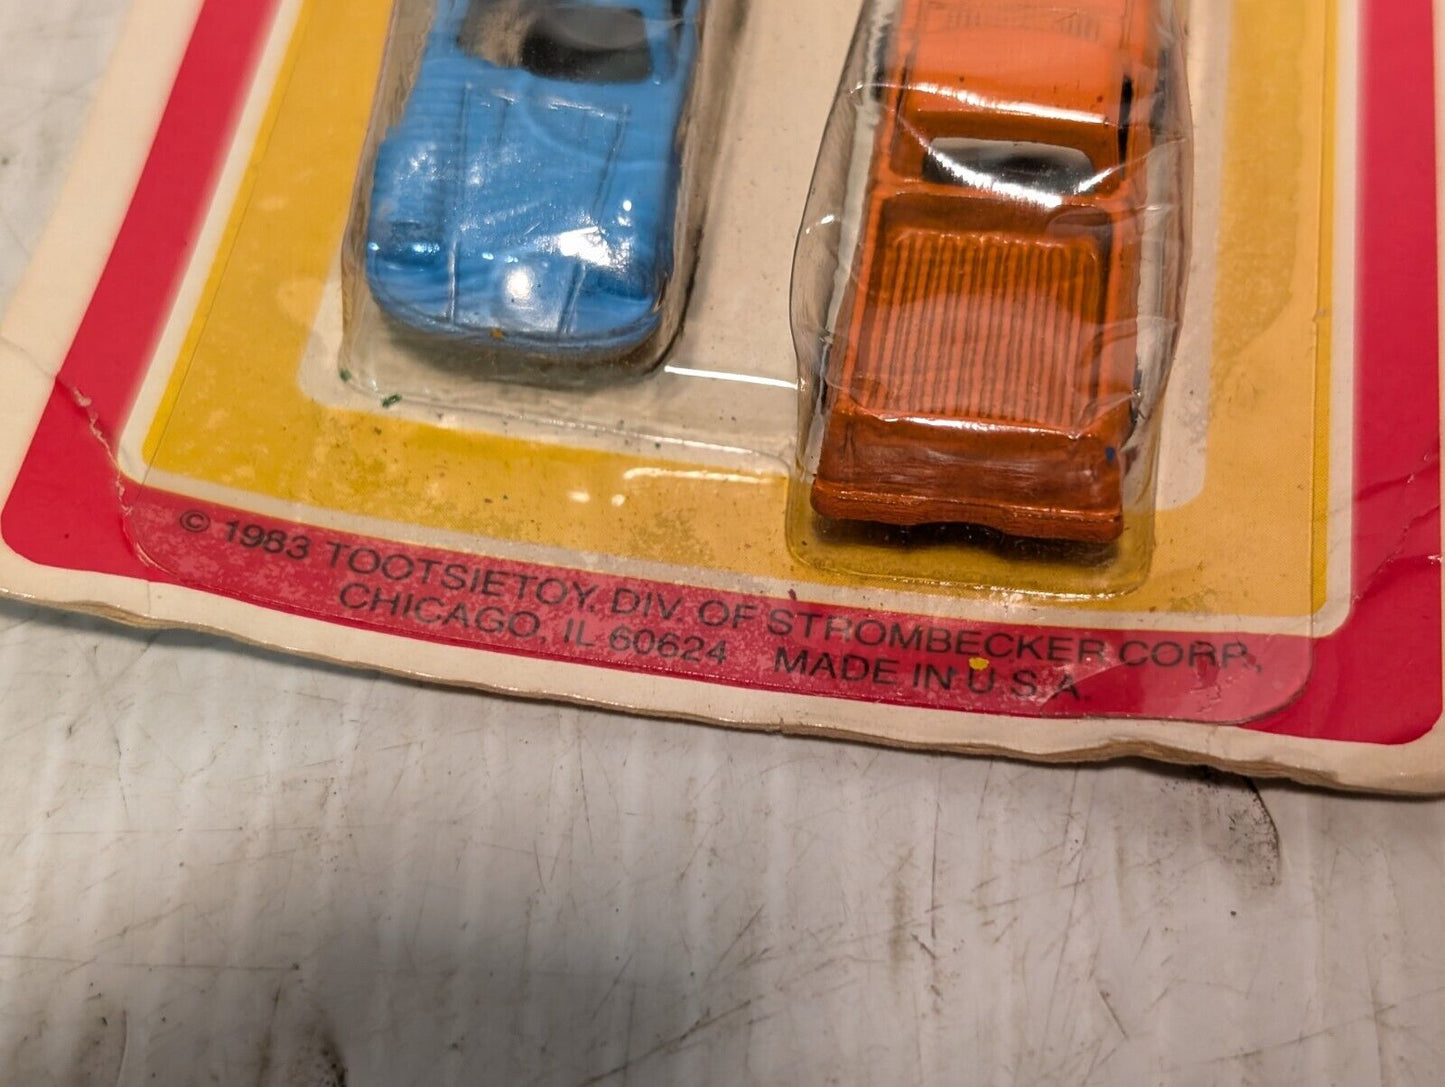 © 1983 TOOTSIETOY. DIV. OF STROMBECKER CORP.,
CHICAGO, IL 60624 MADE IN U.S.A.